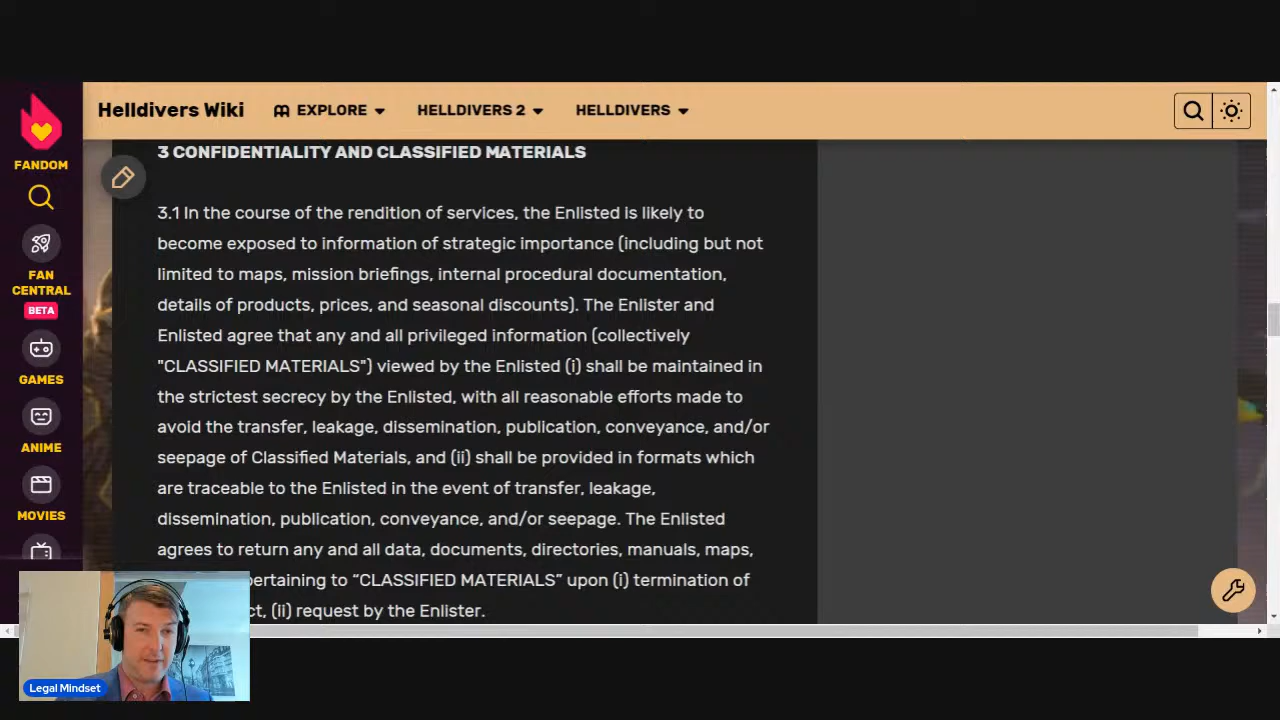 Helldivers Wiki
EXPLORE
HELLDIVERS 2
HELLDIVERS
FANDOM
FAN
CENTRAL
BETA
GAMES
ANIME
MOVIES
3 CONFIDENTIALITY AND CLASSIFIED MATERIALS
3.1 In the course of the rendition of services, the Enlisted is likely to
become exposed to information of strategic importance (including but not
limited to maps, mission briefings, internal procedural documentation,
details of products, prices, and seasonal discounts). The Enlister and
Enlisted agree that any and all privileged information (collectively
"CLASSIFIED MATERIALS") viewed by the Enlisted (i) shall be maintained in
the strictest secrecy by the Enlisted, with all reasonable efforts made to
avoid the transfer, leakage, dissemination, publication, conveyance, and/or
seepage of Classified Materials, and (ii) shall be provided in formats which
are traceable to the Enlisted in the event of transfer, leakage,
dissemination, publication, conveyance, and/or seepage. The Enlisted
agrees to return any and all data, documents, directories, manuals, maps,
pertaining to “CLASSIFIED MATERIALS” upon (i) termination of
(ii) request by the Enlister.
Legal Mindset